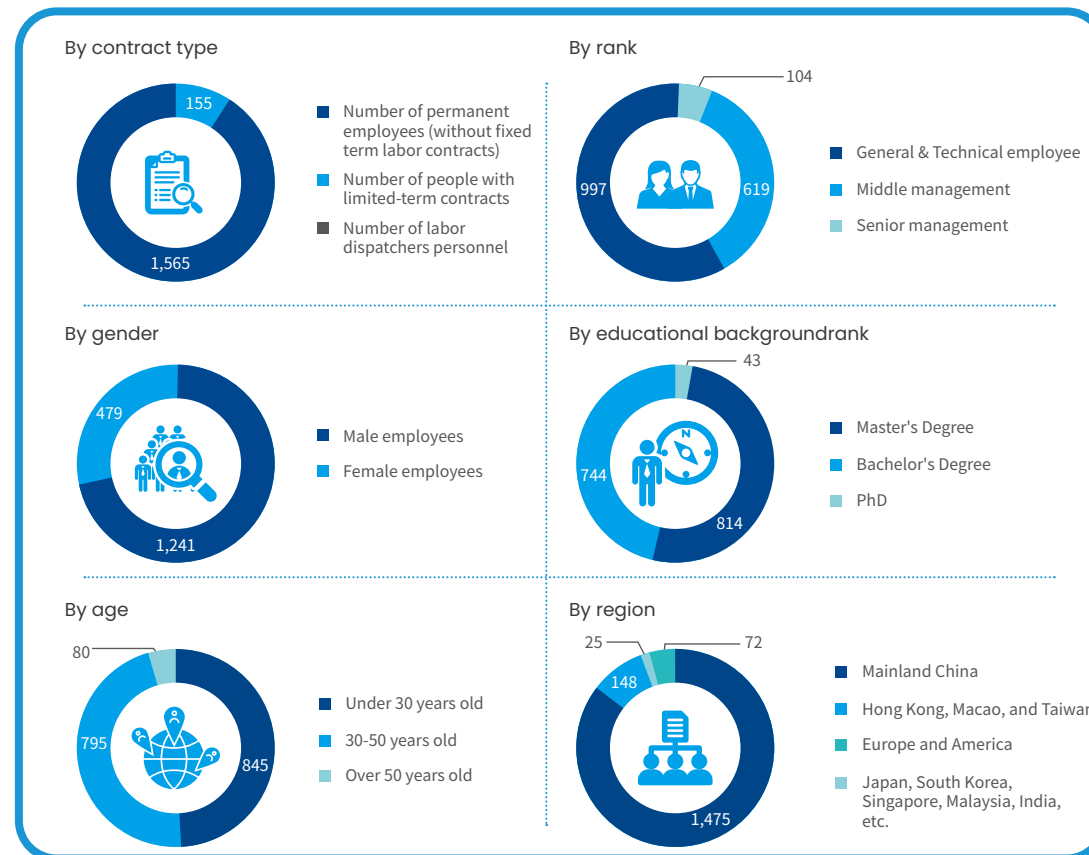 By contract type
155
1,565
Number of permanent
employees (without fixed
term labor contracts)
Number of people with
limited-term contracts
Number of labor
dispatchers personnel
By rank
104
997
619
General & Technical employee
Middle management
Senior management
By gender
479
1,241
Male employees
Female employees
By educational backgroundrank
43
N
744
814
Master's Degree
Bachelor's Degree
PhD
By age
80
795
845
Under 30 years old
30-50 years old
Over 50 years old
By region
25
72
148
1,475
Mainland China
Hong Kong, Macao, and Taiwan
Europe and America
Japan, South Korea,
Singapore, Malaysia, India,
etc.